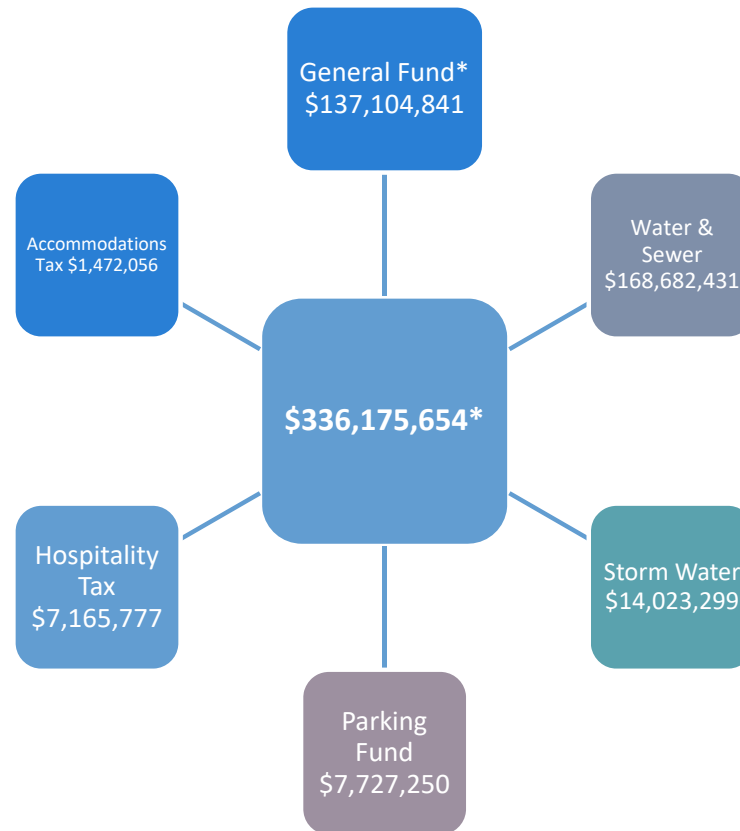 General Fund*
$137,104,841
Water &
Sewer
$168,682,431
Storm Water
$14,023,299
Parking
Fund
$7,727,250
Hospitality
Tax
$7,165,777
Accommodations
Tax $1,472,056
$336,175,654*